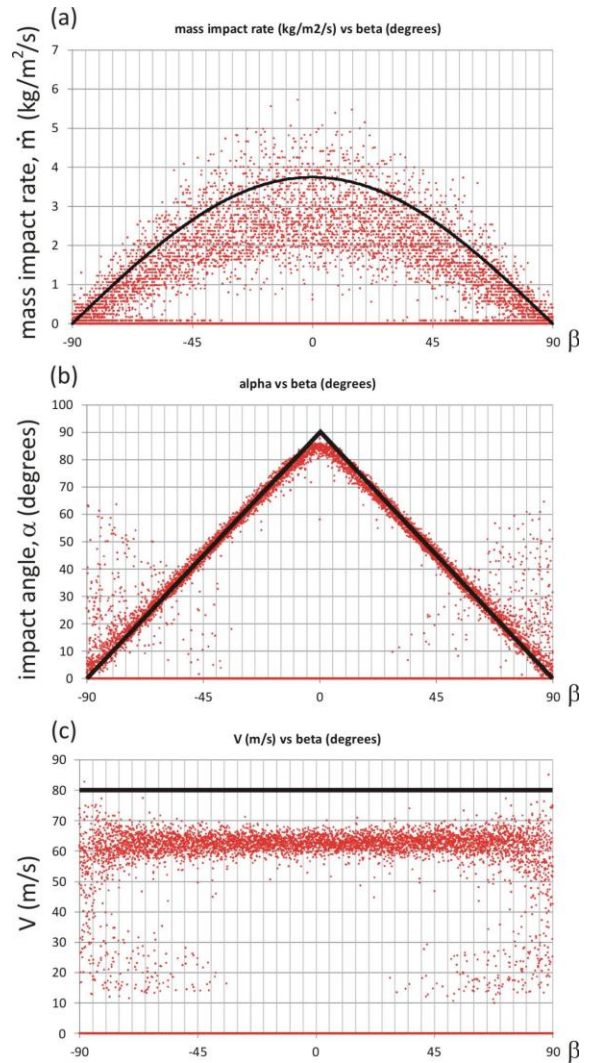 (a)
mass impact rate (kg/m2/s) vs beta (degrees)
mass impact rate, ṁ (kg/m²/s)
7
6
5
4
3
2
1
0
-90 -45 0 45 90 β
(b)
alpha vs beta (degrees)
impact angle, α (degrees)
100
90
80
70
60
50
40
30
20
10
0
-90 -45 0 45 90 β
(c)
V (m/s) vs beta (degrees)
V (m/s)
90
80
70
60
50
40
30
20
10
0
-90 -45 0 45 90 β